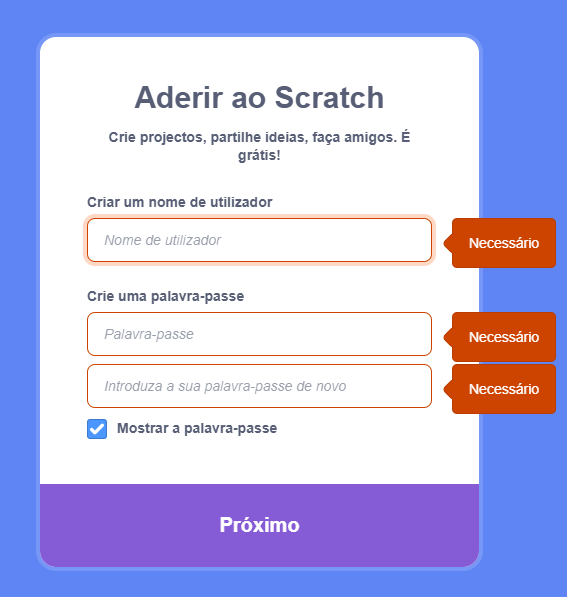 Aderir ao Scratch
Crie projectos, partilhe ideias, faça amigos. É
grátis!
Criar um nome de utilizador
Nome de utilizador
Necessário
Crie uma palavra-passe
Palavra-passe
Necessário
Introduza a sua palavra-passe de novo
Necessário
Mostrar a palavra-passe
Próximo